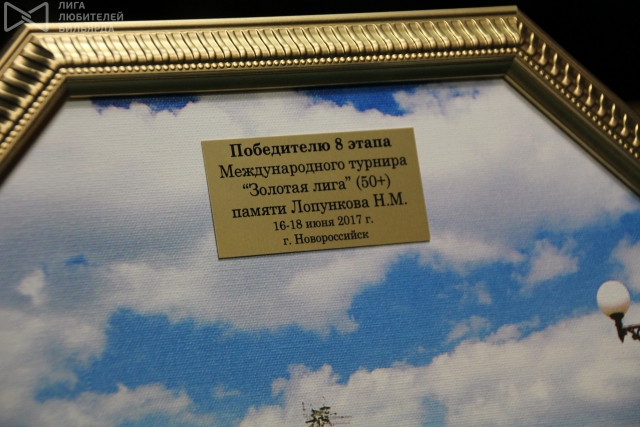 ЛИГА
ЛЮБИТЕЛЕЙ
БИЛЬЯРДА
Победителю 8 этапа
Международного турнира
“Золотая лига” (50+)
памяти Лопункова Н.М.
16-18 июня 2017 г.
г. Новороссийск